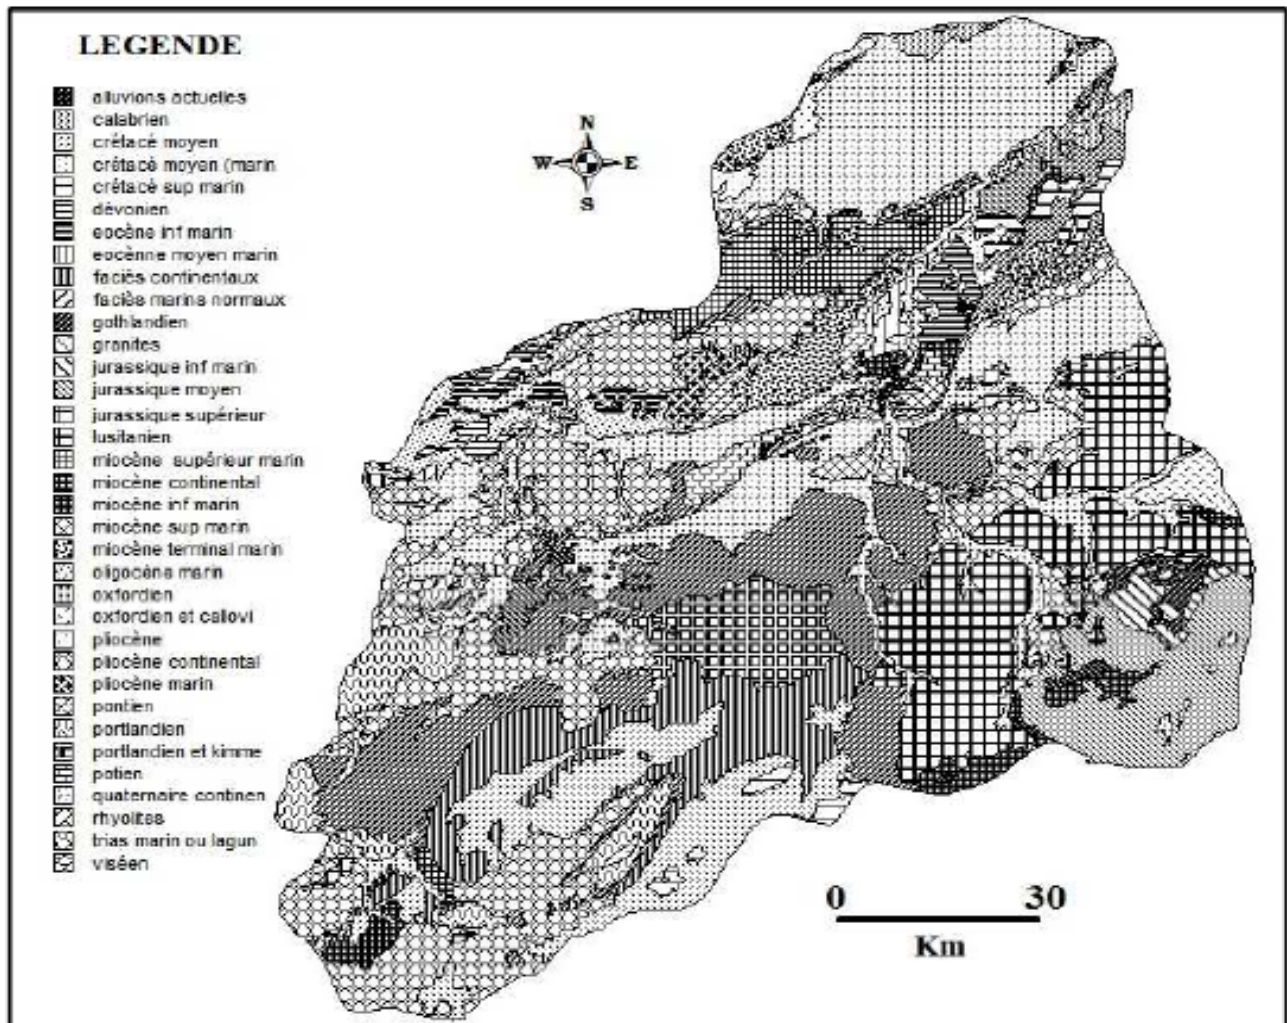 LEGENDE
alluvions actuelles
calabrien
crétacé moyen
crétacé moyen (marin
crétacé sup marin
dévonien
eocène inf marin
eocènne moyen marin
faciès continentaux
faciès marins normaux
gothlandien
granites
jurassique inf marin
jurassique moyen
jurassique supérieur
lusitanien
miocène supérieur marin
miocène continental
miocène inf marin
miocène sup marin
miocène terminal marin
oligocène marin
oxfordien
oxfordien et callovi
pliocène
pliocène continental
pliocène marin
pontien
portlandien
portlandien et kimme
potien
quaternaire continen
rhyolites
trias marin ou lagun
viséen
N
W E
S
0 30
Km